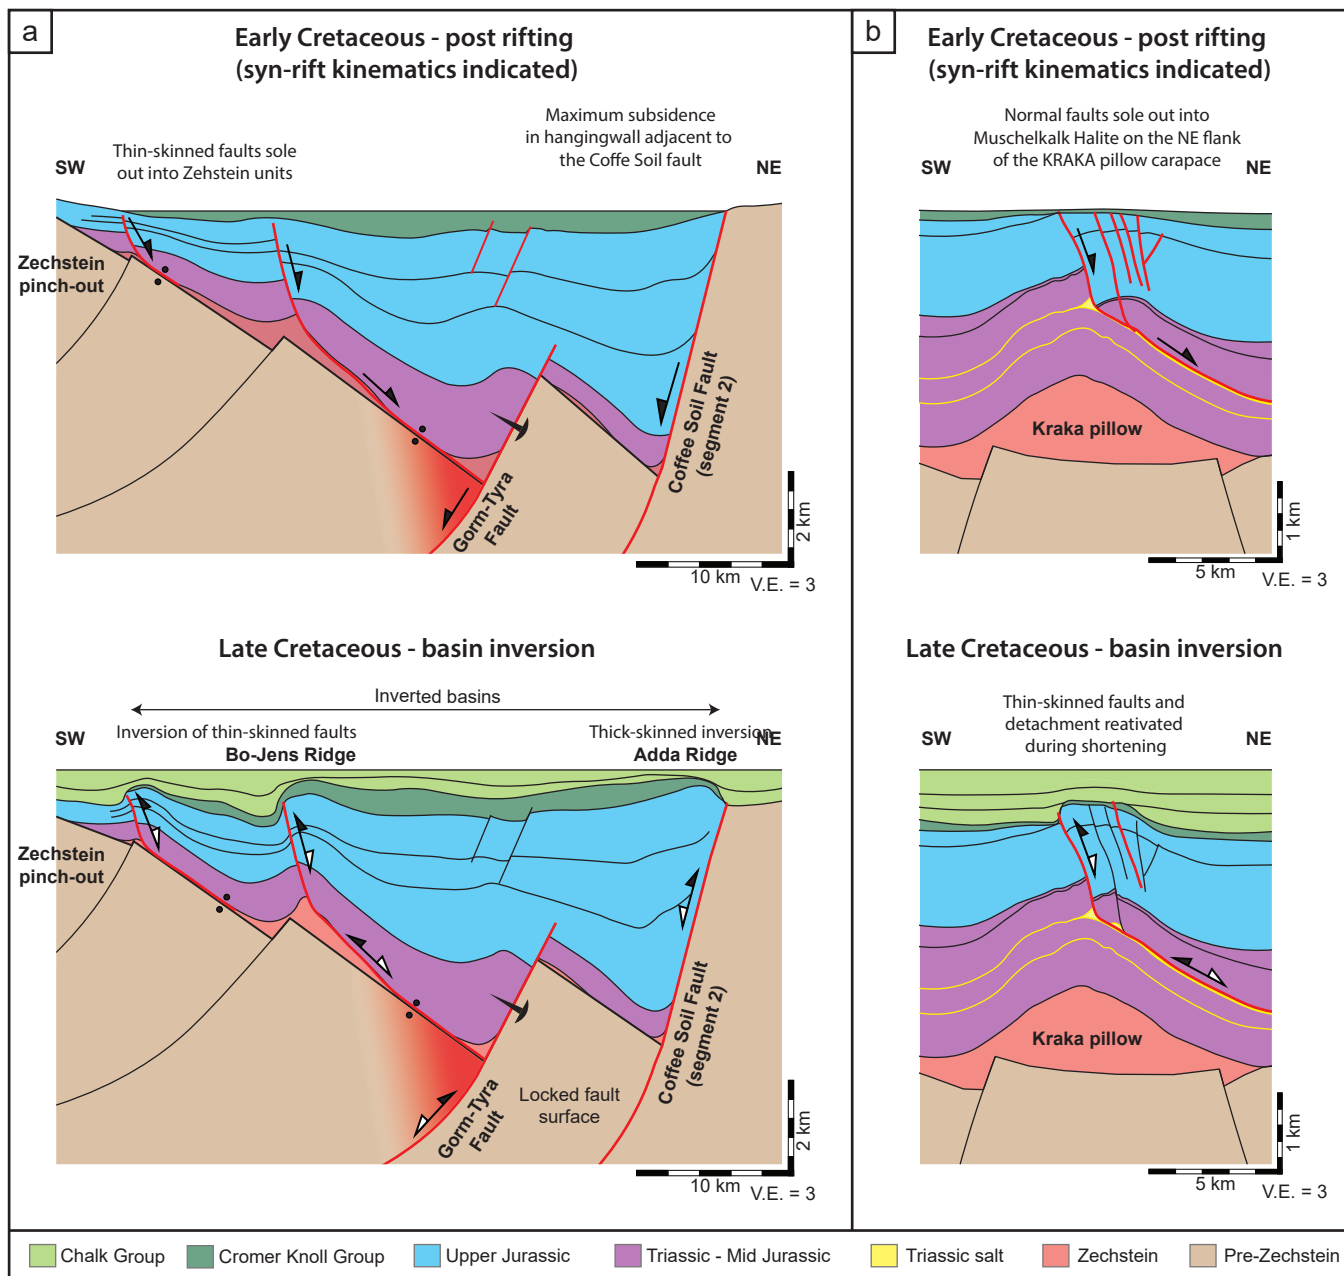 a
Early Cretaceous - post rifting
(syn-rift kinematics indicated)
Maximum subsidence
in hangingwall adjacent to
the Coffe Soil fault
Thin-skinned faults sole
out into Zehstein units
SW
NE
Zechstein
pinch-out
Gorm-Tyra
Fault
Coffee Soil Fault
(segment 2)
2 km
10 km
V.E. = 3
Late Cretaceous - basin inversion
Inverted basins
SW
Inversion of thin-skinned faults
Bo-Jens Ridge
Thick-skinned inversion
Adda Ridge
NE
Zechstein
pinch-out
Gorm-Tyra
Fault
Locked fault
surface
Coffee Soil Fault
(segment 2)
2 km
10 km
V.E. = 3
b
Early Cretaceous - post rifting
(syn-rift kinematics indicated)
Normal faults sole out into
Muschelkalk Halite on the NE flank
of the KRAKA pillow carapace
SW
NE
Kraka pillow
1 km
5 km
V.E. = 3
Late Cretaceous - basin inversion
Thin-skinned faults and
detachment reativated
during shortening
SW
NE
Kraka pillow
1 km
5 km
V.E. = 3
Chalk Group
Cromer Knoll Group
Upper Jurassic
Triassic - Mid Jurassic
Triassic salt
Zechstein
Pre-Zechstein